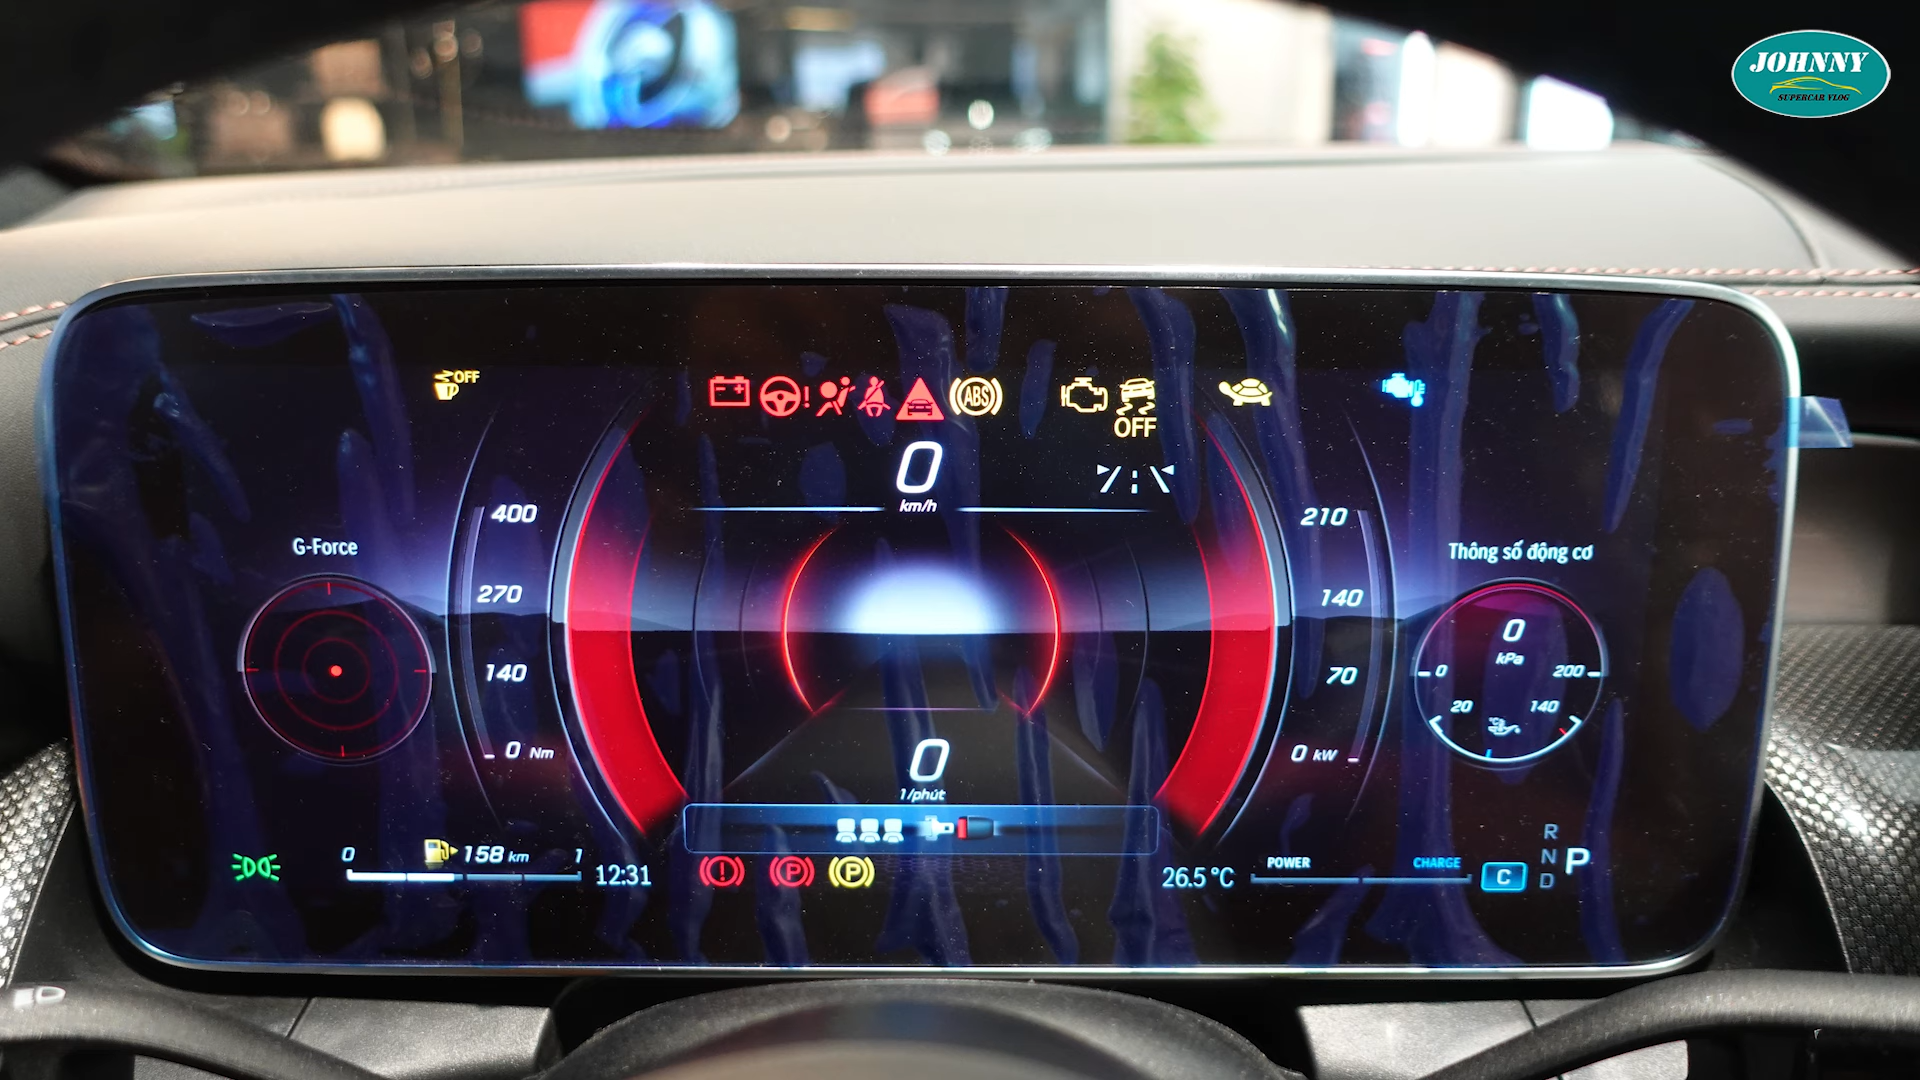 JOHNNY
SUPERCAR VLOG
OFF
ABS
OFF
0
km/h
400
270
140
0 Nm
G-Force
210
140
70
0 kW
Thông số động cơ
0
kPa
0
200
20
140
°C
0
1/phút
0
158 km
1
12:31
P
P
26.5°C
POWER
CHARGE
C
R
N
D
P